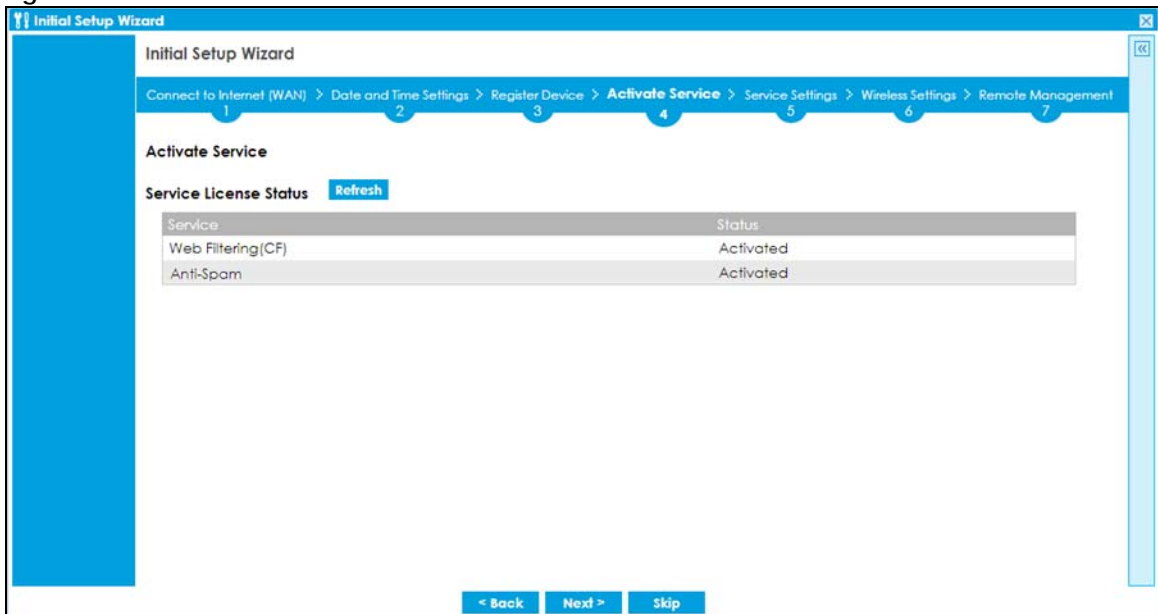 Initial Setup Wizard
Initial Setup Wizard
Connect to Internet (WAN) > Date and Time Settings > Register Device > Activate Service > Service Settings > Wireless Settings > Remote Management
1 2 3 4 5 6 7
Activate Service
Service License Status Refresh
Service Status
Web Filtering(CF) Activated
Anti-Spam Activated
< Back Next > Skip